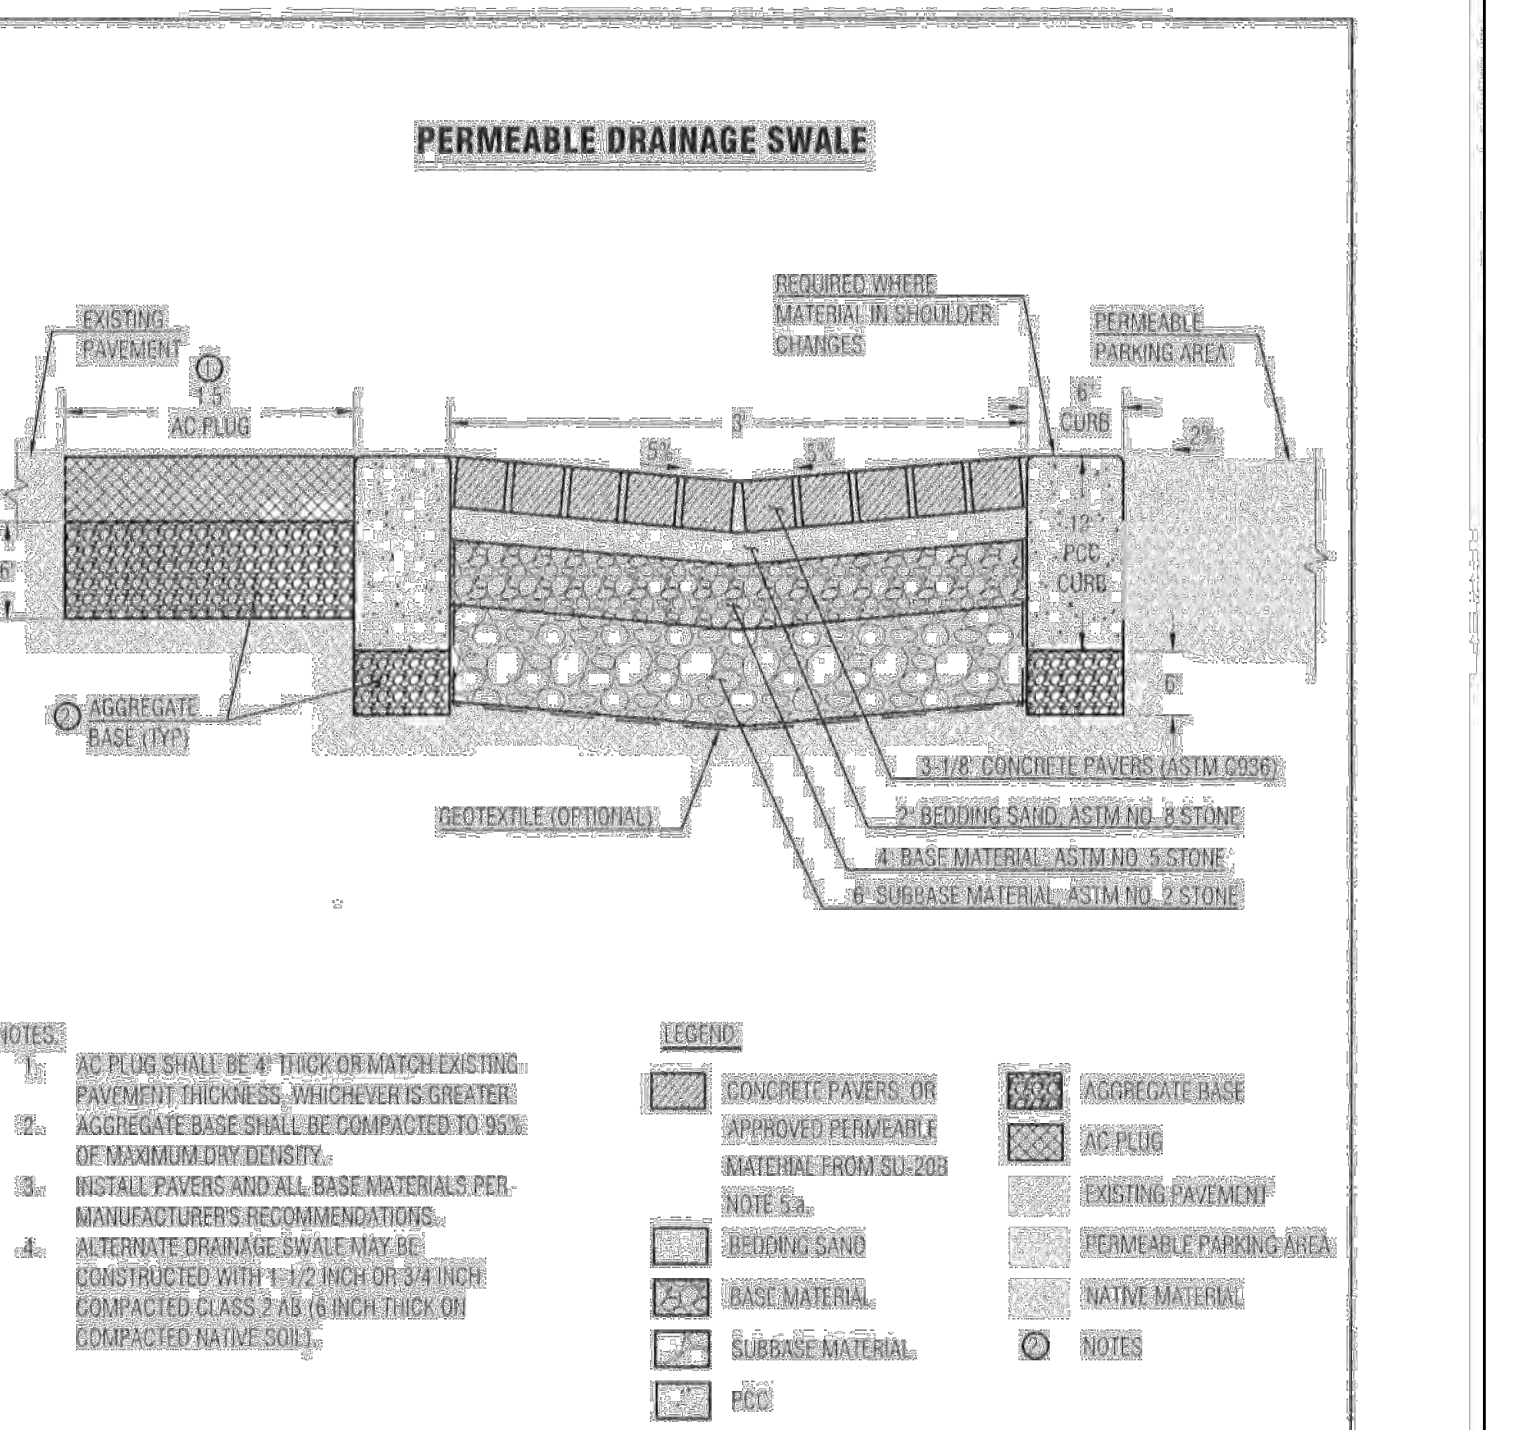 PERMEABLE DRAINAGE SWALE
REQUIRED WHERE
MATERIAL IN SHOULDER
CHANGES
EXISTING
PAVEMENT
PERMEABLE
PARKING AREA
1
1.5'
AC PLUG
3'
6"
CURB
5%
5%
2%
12"
PCC
CURB
6"
6"
2 AGGREGATE
BASE (TYP)
3-1/8" CONCRETE PAVERS (ASTM C936)
GEOTEXTILE (OPTIONAL)
2" BEDDING SAND, ASTM NO. 8 STONE
4" BASE MATERIAL, ASTM NO. 5 STONE
6" SUBBASE MATERIAL, ASTM NO. 2 STONE
NOTES:
1. AC PLUG SHALL BE 4" THICK OR MATCH EXISTING
PAVEMENT THICKNESS, WHICHEVER IS GREATER.
2. AGGREGATE BASE SHALL BE COMPACTED TO 95%
OF MAXIMUM DRY DENSITY.
3. INSTALL PAVERS AND ALL BASE MATERIALS PER
MANUFACTURER'S RECOMMENDATIONS.
4. ALTERNATE DRAINAGE SWALE MAY BE
CONSTRUCTED WITH 1-1/2 INCH OR 3/4 INCH
COMPACTED CLASS 2 AB (6 INCH THICK ON
COMPACTED NATIVE SOIL).
LEGEND
CONCRETE PAVERS OR
APPROVED PERMEABLE
MATERIAL FROM SU-20B
NOTE 5.a.
BEDDING SAND
BASE MATERIAL
SUBBASE MATERIAL
PCC
AGGREGATE BASE
AC PLUG
EXISTING PAVEMENT
PERMEABLE PARKING AREA
NATIVE MATERIAL
2 NOTES